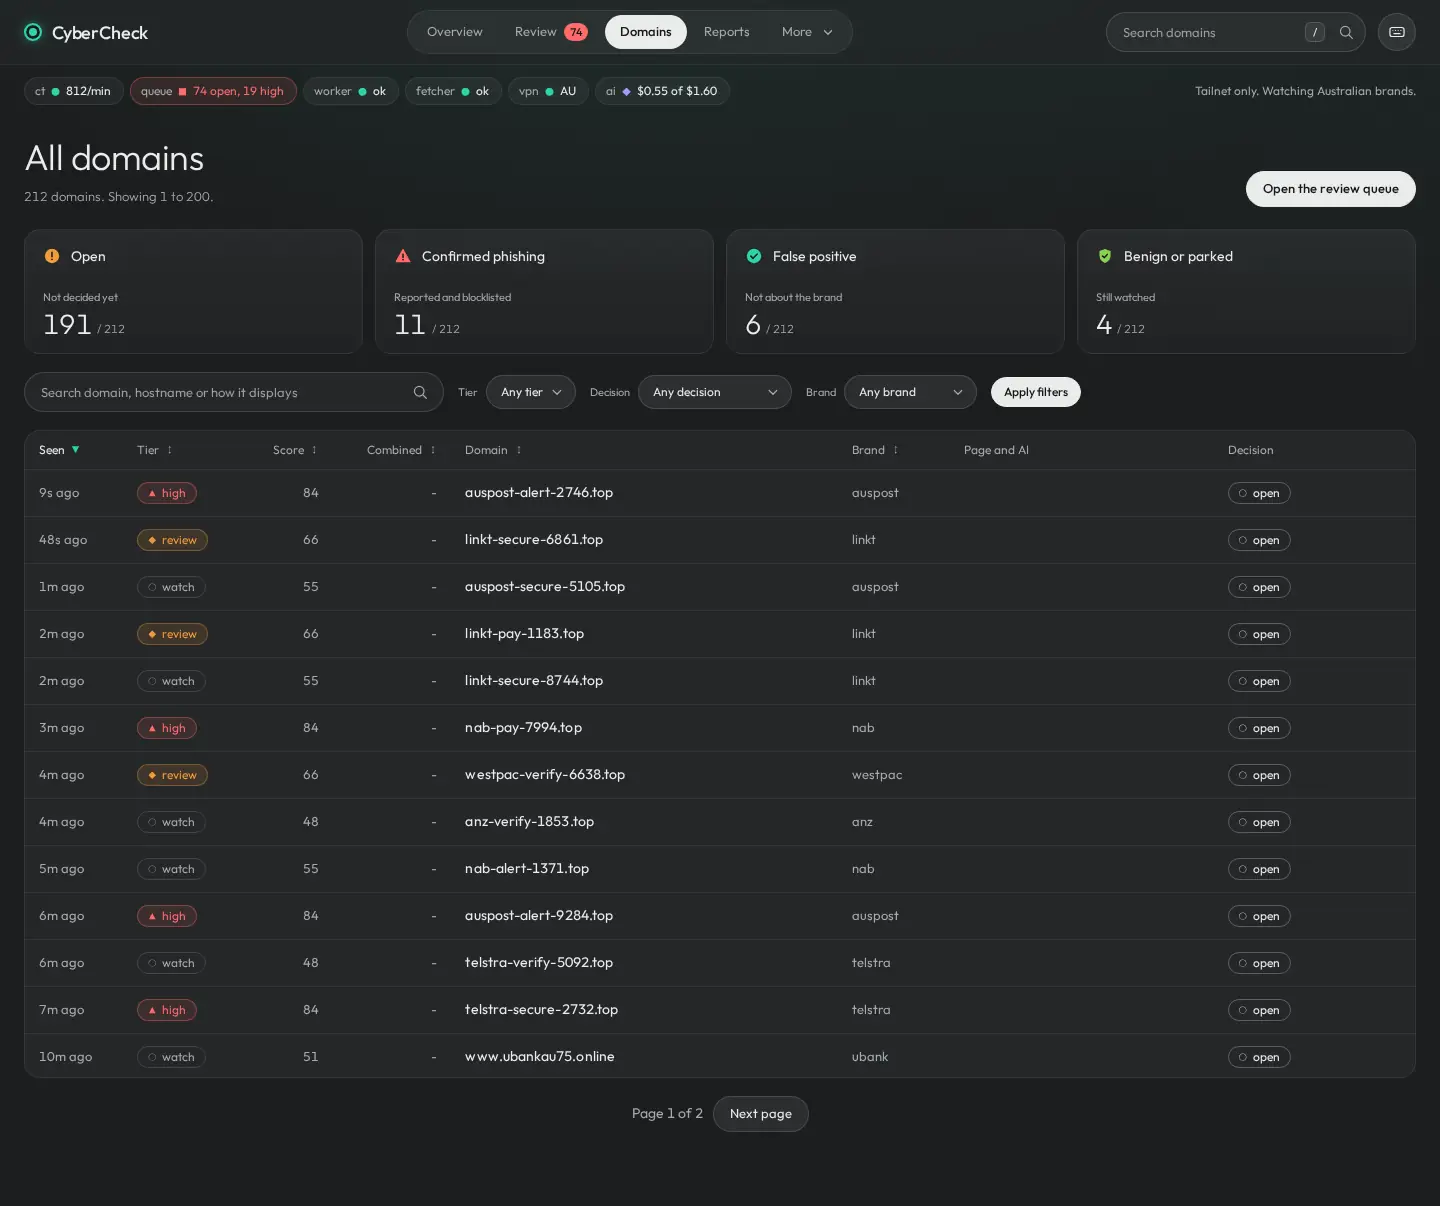 CyberCheck
Overview Review 74 Domains Reports More
Search domains /
ct 812/min queue 74 open, 19 high worker ok fetcher ok vpn AU ai $0.55 of $1.60
Tailnet only. Watching Australian brands.
All domains
212 domains. Showing 1 to 200.
Open the review queue
Open
Not decided yet
191 / 212
Confirmed phishing
Reported and blocklisted
11 / 212
False positive
Not about the brand
6 / 212
Benign or parked
Still watched
4 / 212
Search domain, hostname or how it displays Tier Any tier Decision Any decision Brand Any brand Apply filters
Seen ▼ Tier ↕ Score ↕ Combined ↕ Domain ↕ Brand ↕ Page and AI Decision
9s ago high 84 - auspost-alert-2746.top auspost open
48s ago review 66 - linkt-secure-6861.top linkt open
1m ago watch 55 - auspost-secure-5105.top auspost open
2m ago review 66 - linkt-pay-1183.top linkt open
2m ago watch 55 - linkt-secure-8744.top linkt open
3m ago high 84 - nab-pay-7994.top nab open
4m ago review 66 - westpac-verify-6638.top westpac open
4m ago watch 48 - anz-verify-1853.top anz open
5m ago watch 55 - nab-alert-1371.top nab open
6m ago high 84 - auspost-alert-9284.top auspost open
6m ago watch 48 - telstra-verify-5092.top telstra open
7m ago high 84 - telstra-secure-2732.top telstra open
10m ago watch 51 - www.ubankau75.online ubank open
Page 1 of 2 Next page